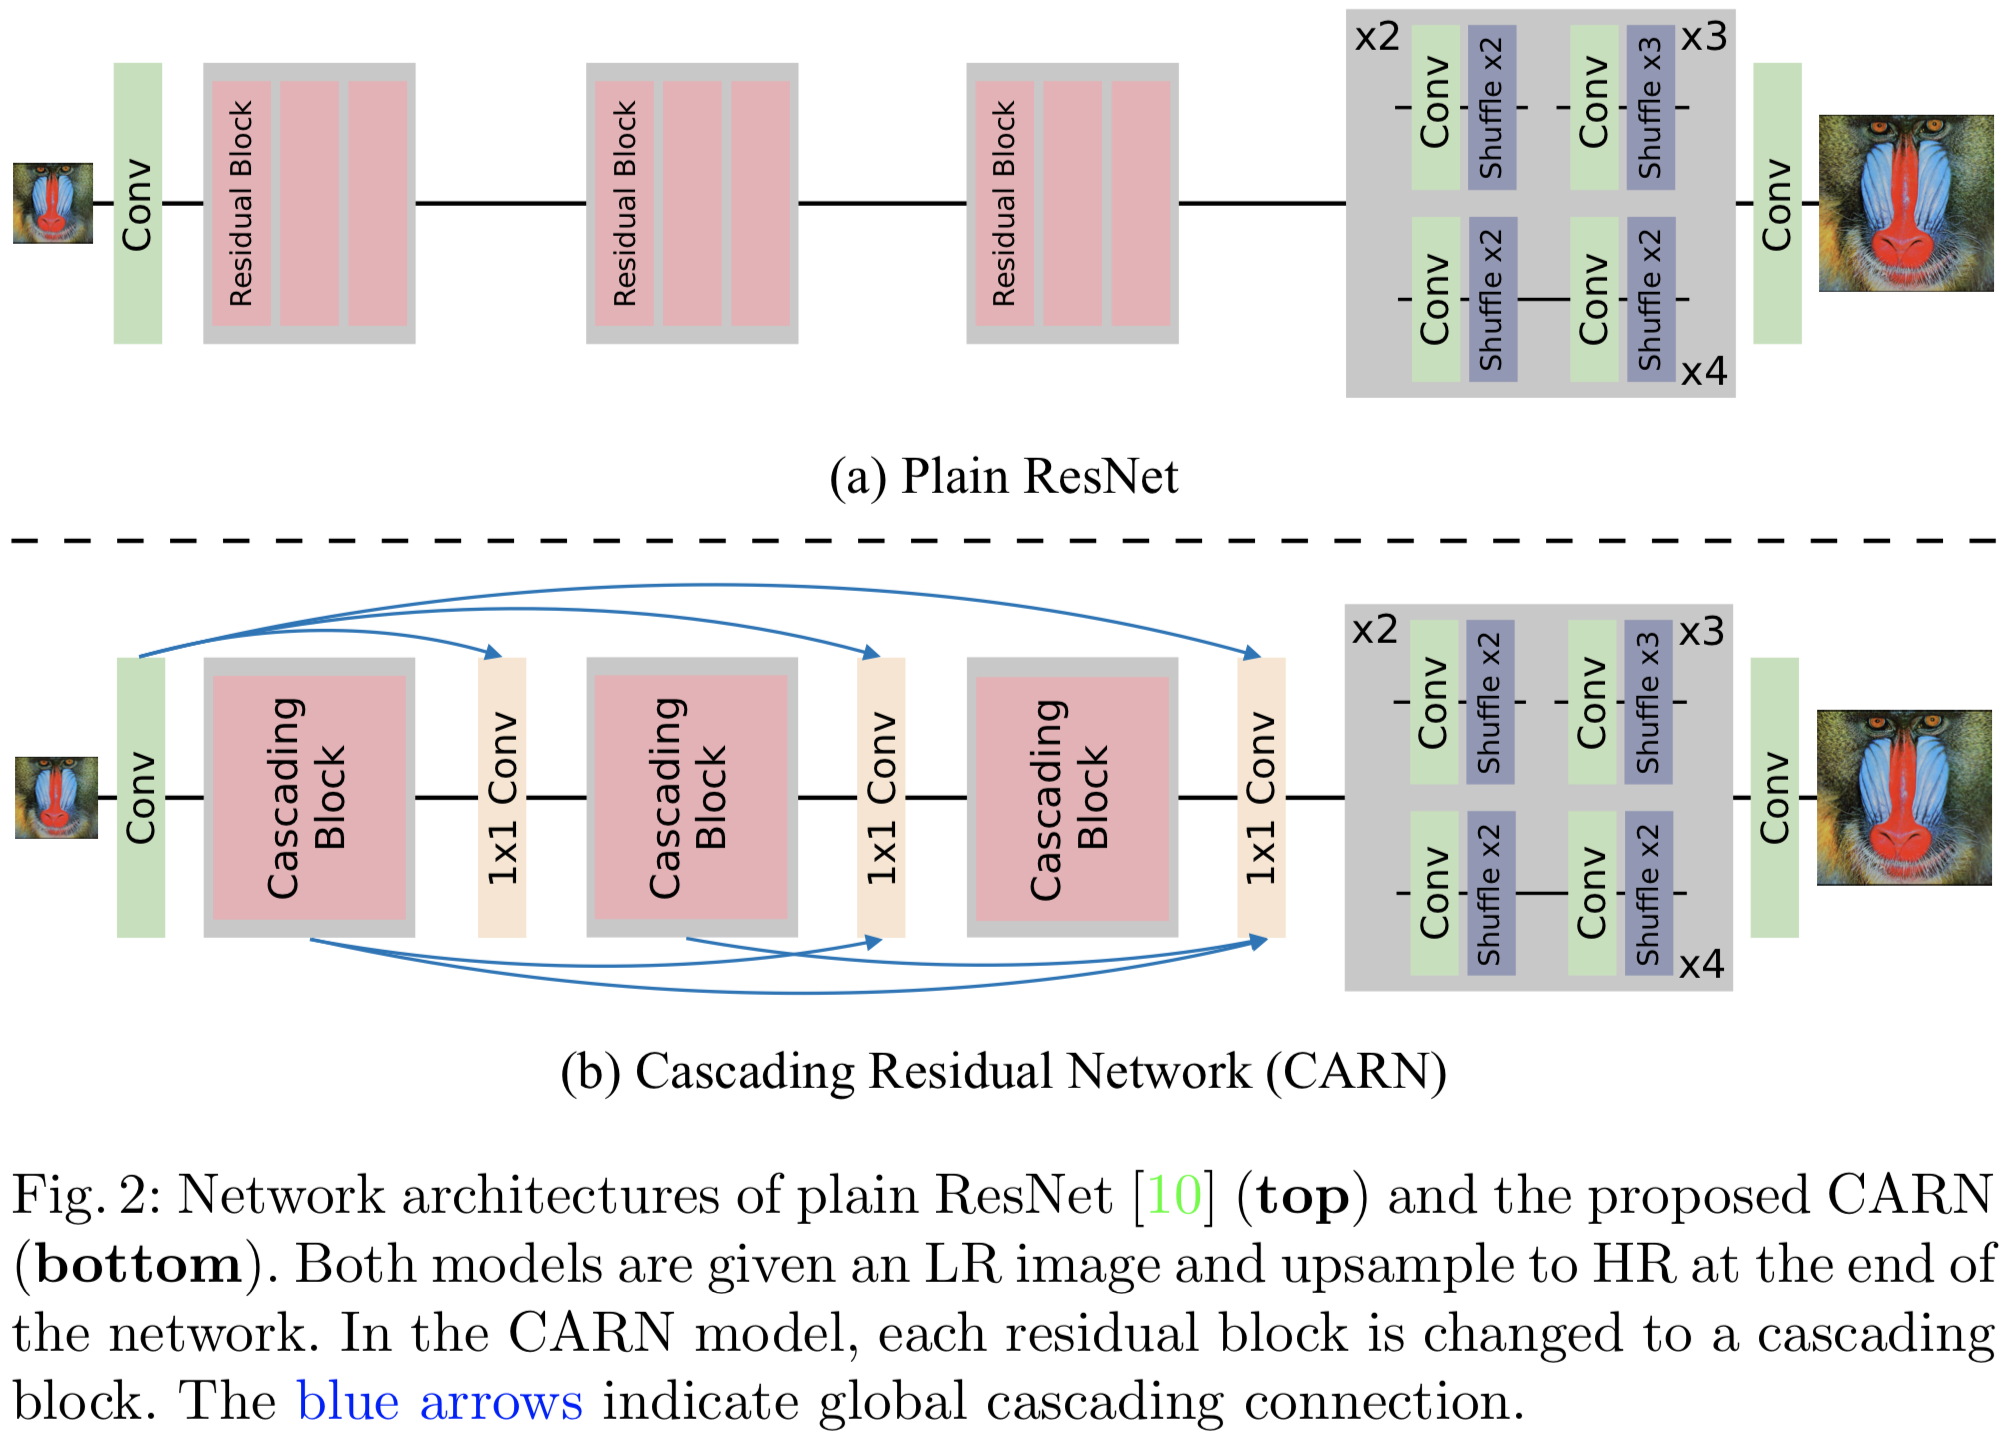 Conv
Residual Block
Residual Block
Residual Block
x2
Conv
Shuffle x2
Conv
Shuffle x3
x3
Conv
Shuffle x2
Conv
Shuffle x2
x4
Conv
(a) Plain ResNet
Conv
Cascading
Block
1x1 Conv
Cascading
Block
1x1 Conv
Cascading
Block
1x1 Conv
x2
Conv
Shuffle x2
Conv
Shuffle x3
x3
Conv
Shuffle x2
Conv
Shuffle x2
x4
Conv
(b) Cascading Residual Network (CARN)
Fig. 2: Network architectures of plain ResNet [10] (top) and the proposed CARN
(bottom). Both models are given an LR image and upsample to HR at the end of
the network. In the CARN model, each residual block is changed to a cascading
block. The blue arrows indicate global cascading connection.